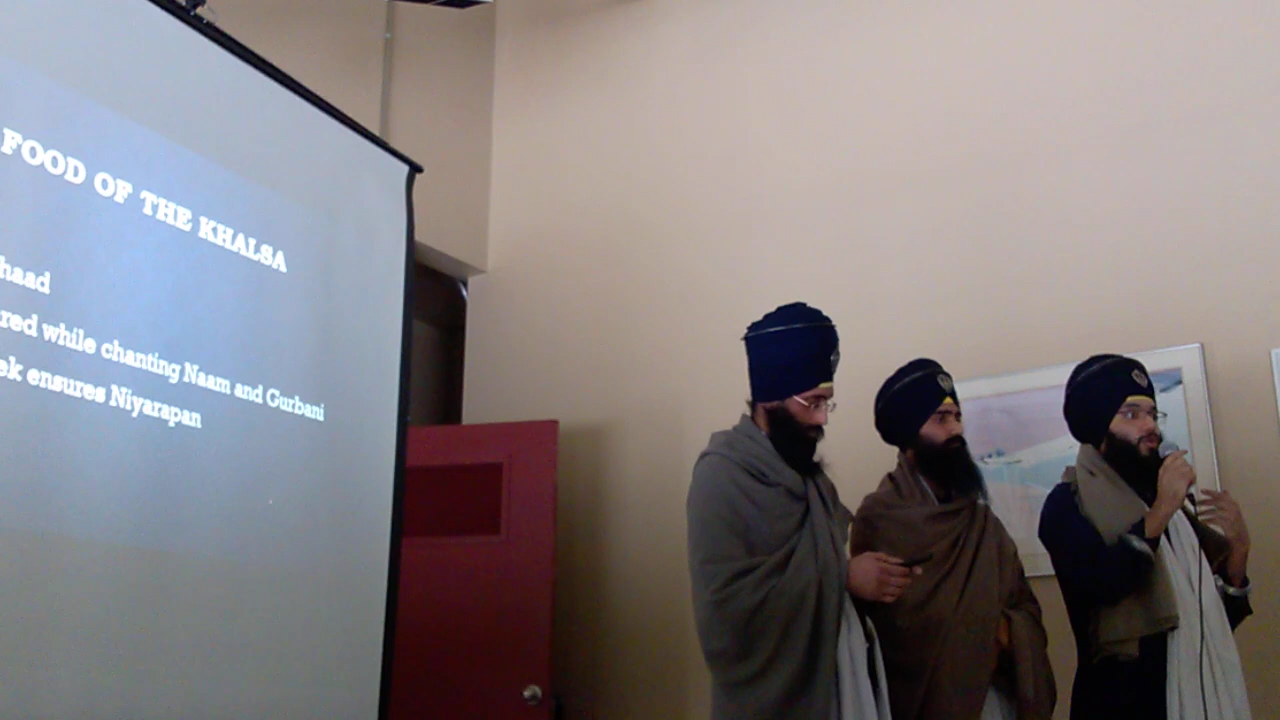 FOOD OF THE KHALSA
haad
red while chanting Naam and Gurbani
ek ensures Niyarapan